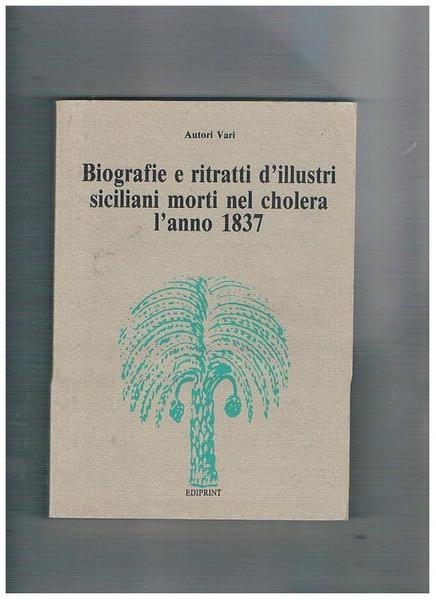 Autori Vari
Biografie e ritratti d'illustri
siciliani morti nel cholera
l'anno 1837
EDIPRINT